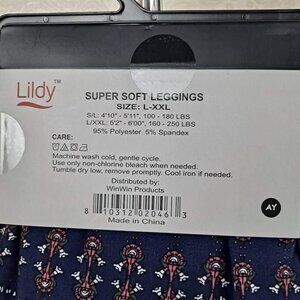 Lildy™
SUPER SOFT LEGGINGS
SIZE: L-XXL
S/L: 4'10" - 5'11", 100 - 180 LBS
L/XXL: 5'2" - 6'00", 160 - 250 LBS
95% Polyester 5% Spandex
CARE:
Machine wash cold, gentle cycle.
Use only non-chlorine bleach when needed.
Tumble dry low, remove promptly. Cool iron if needed.
Distributed by:
WinWin Products
8 10312 02046 3
Made in China
AY